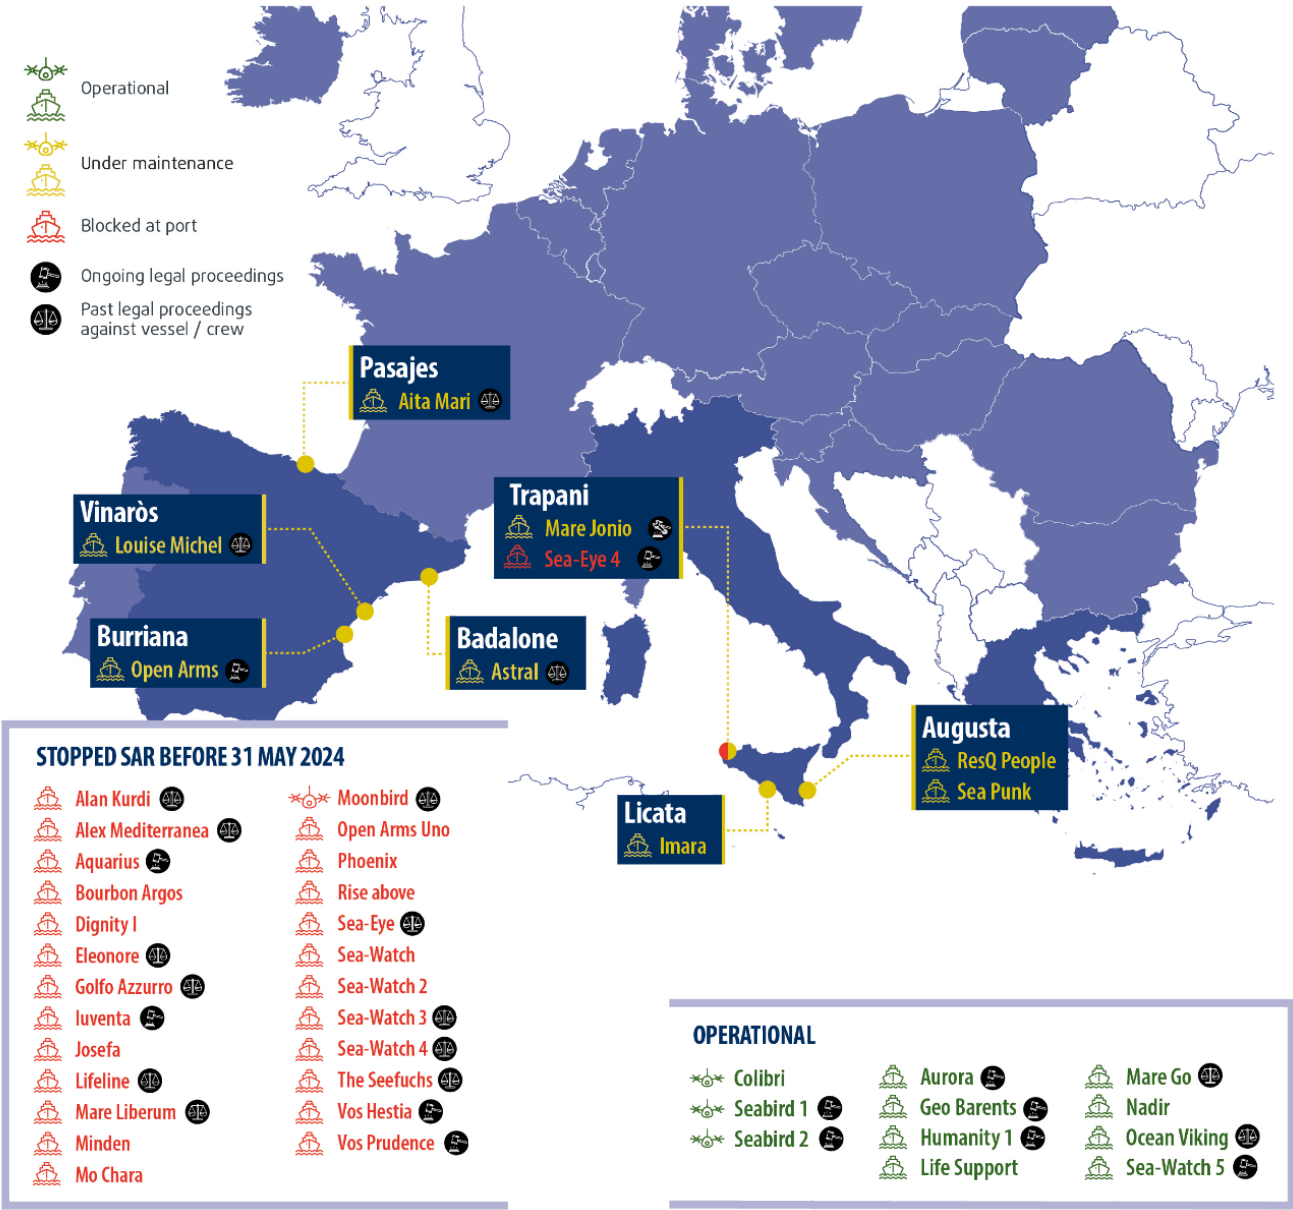 Operational
Under maintenance
Blocked at port
Ongoing legal proceedings
Past legal proceedings
against vessel / crew
Pasajes
Aita Mari
Vinaròs
Louise Michel
Burriana
Open Arms
Badalone
Astral
Trapani
Mare Jonio
Sea-Eye 4
Augusta
ResQ People
Sea Punk
Licata
Imara
STOPPED SAR BEFORE 31 MAY 2024
Alan Kurdi
Alex Mediterranea
Aquarius
Bourbon Argos
Dignity I
Eleonore
Golfo Azzurro
Iuventa
Josefa
Lifeline
Mare Liberum
Minden
Mo Chara
Moonbird
Open Arms Uno
Phoenix
Rise above
Sea-Eye
Sea-Watch
Sea-Watch 2
Sea-Watch 3
Sea-Watch 4
The Seefuchs
Vos Hestia
Vos Prudence
OPERATIONAL
Colibri
Seabird 1
Seabird 2
Aurora
Geo Barents
Humanity 1
Life Support
Mare Go
Nadir
Ocean Viking
Sea-Watch 5